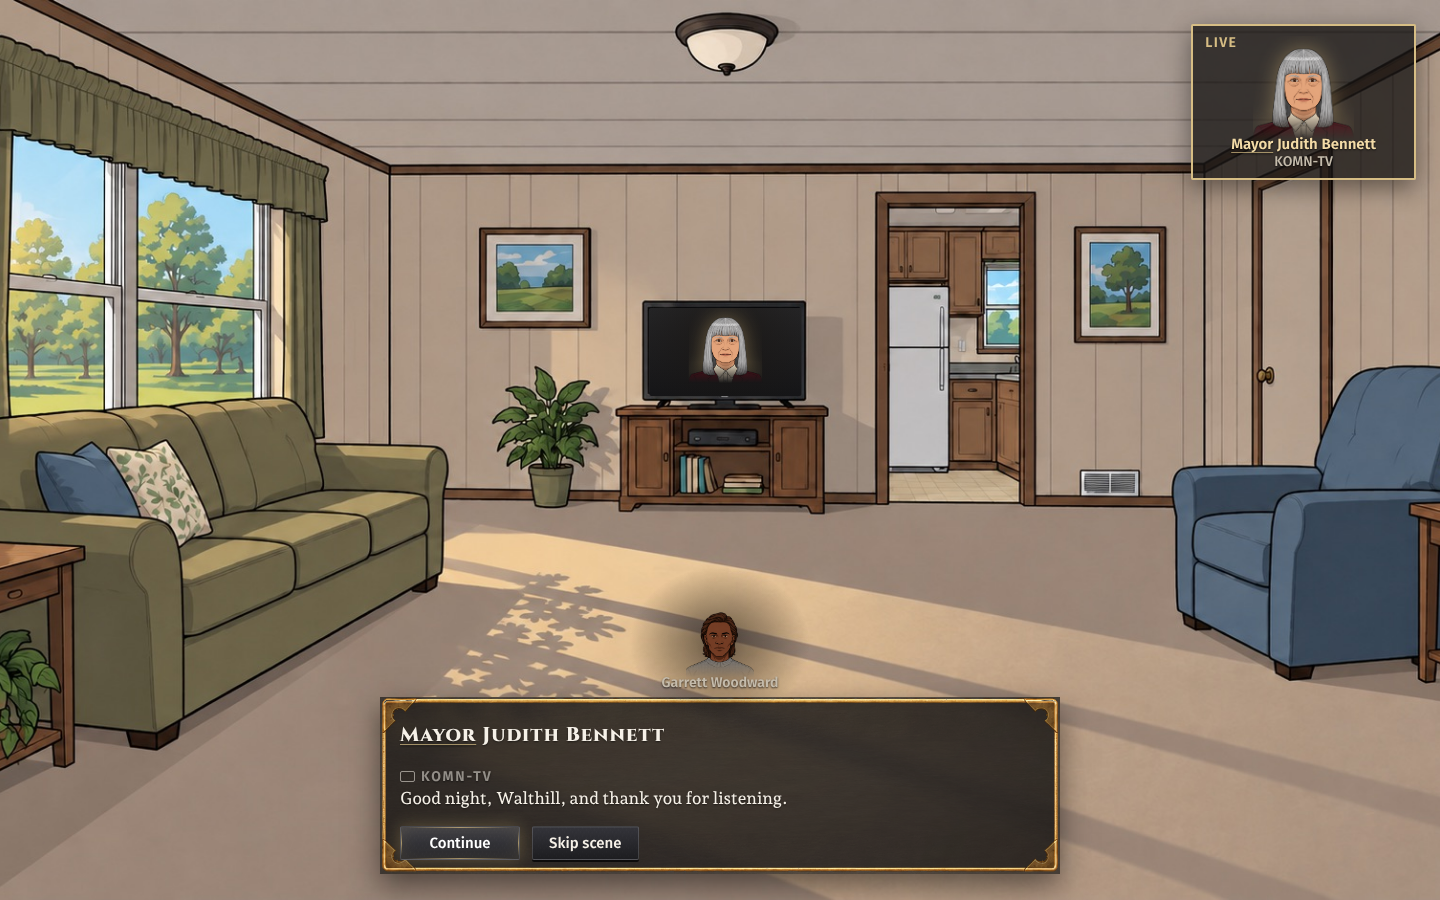 LIVE
Mayor Judith Bennett
KOMN-TV
Garrett Woodward
Mayor Judith Bennett
KOMN-TV
Good night, Walthill, and thank you for listening.
Continue
Skip scene